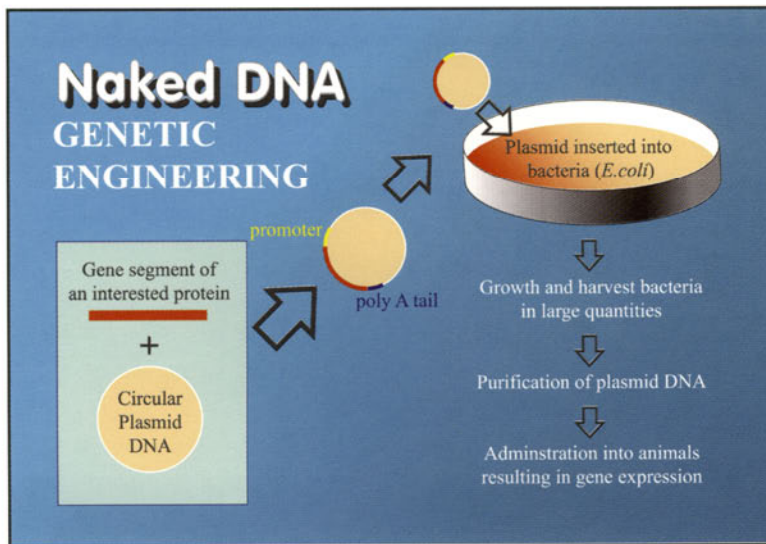 Naked DNA
GENETIC
ENGINEERING
Gene segment of
an interested protein
+
Circular
Plasmid
DNA
promoter
poly A tail
Plasmid inserted into
bacteria (E.coli)
Growth and harvest bacteria
in large quantities
Purification of plasmid DNA
Adminstration into animals
resulting in gene expression